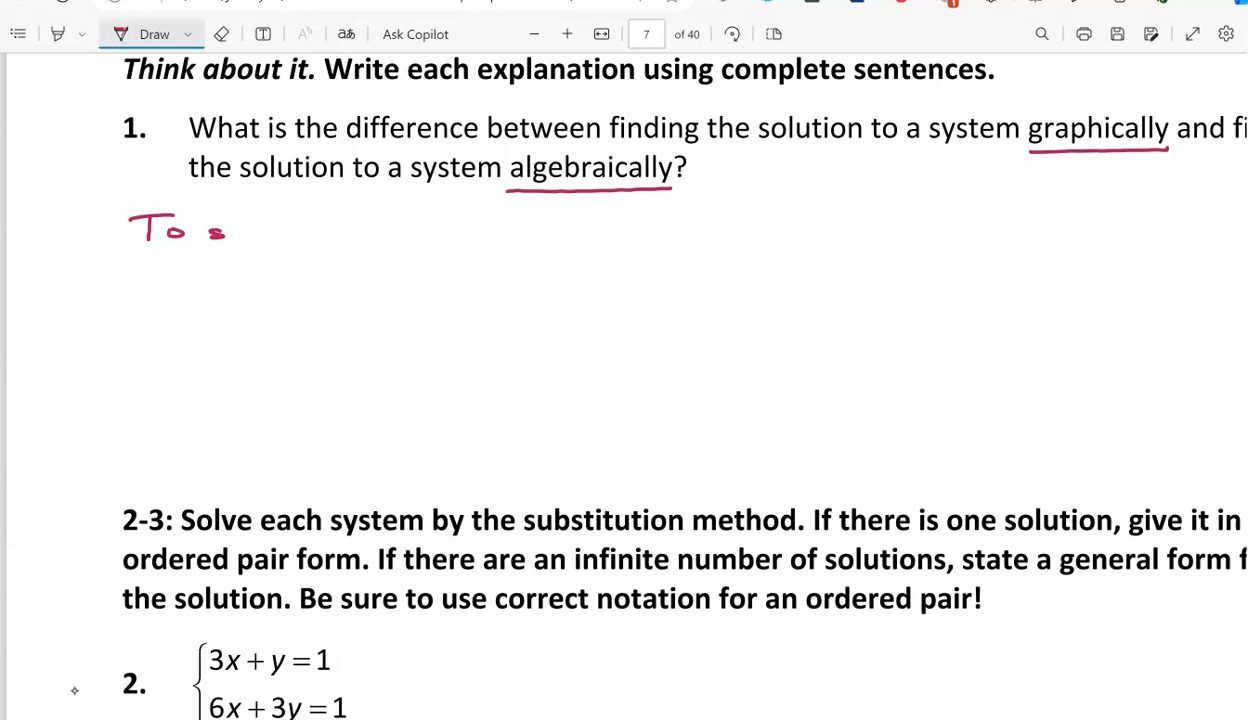 Draw
aあ
Ask Copilot
7
of 40
Think about it. Write each explanation using complete sentences.
1. What is the difference between finding the solution to a system graphically and fi
the solution to a system algebraically?
To s
2-3: Solve each system by the substitution method. If there is one solution, give it in
ordered pair form. If there are an infinite number of solutions, state a general form f
the solution. Be sure to use correct notation for an ordered pair!
3x + y = 1
2.
6x + 3y = 1